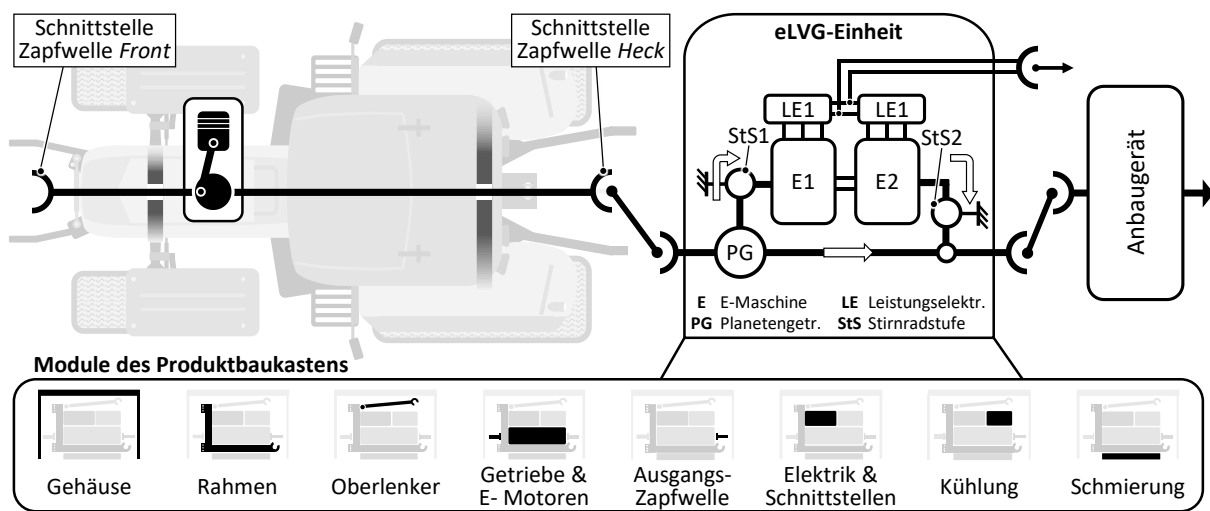 Schnittstelle
Zapfwelle Front
Schnittstelle
Zapfwelle Heck
eLVG-Einheit
LE1
LE1
StS1
StS2
E1
E2
PG
Anbaugerät
E E-Maschine LE Leistungselektr.
PG Planetengetr. StS Stirnradstufe
Module des Produktbaukastens
Gehäuse
Rahmen
Oberlenker
Getriebe &
E- Motoren
Ausgangs-
Zapfwelle
Elektrik &
Schnittstellen
Kühlung
Schmierung